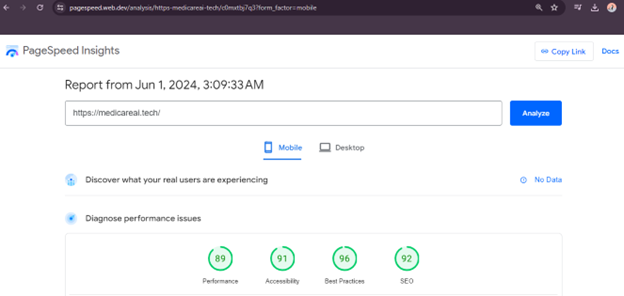 pagespeed.web.dev/analysis/https-medicareai-tech/c0mxtbj7q3?form_factor=mobile
PageSpeed Insights
Copy Link
Docs
Report from Jun 1, 2024, 3:09:33 AM
https://medicareai.tech/
Analyze
Mobile
Desktop
Discover what your real users are experiencing
No Data
Diagnose performance issues
89
91
96
92
Performance
Accessibility
Best Practices
SEO